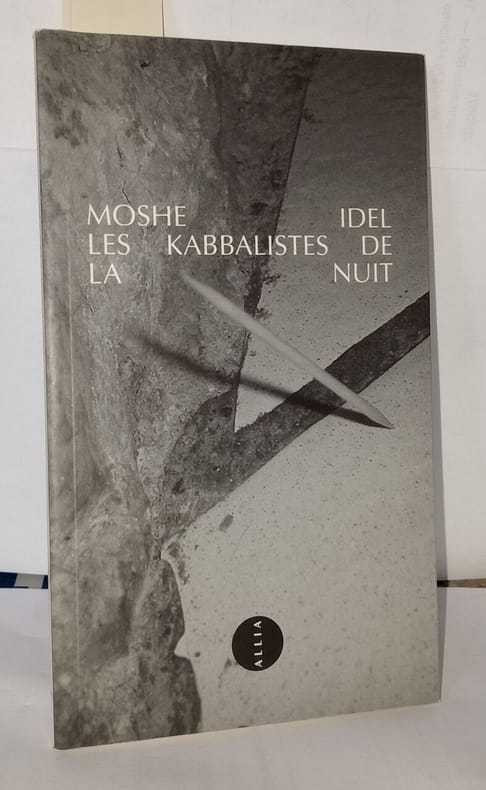 MOSHE IDEL
LES KABBALISTES DE
LA NUIT
ALLIA